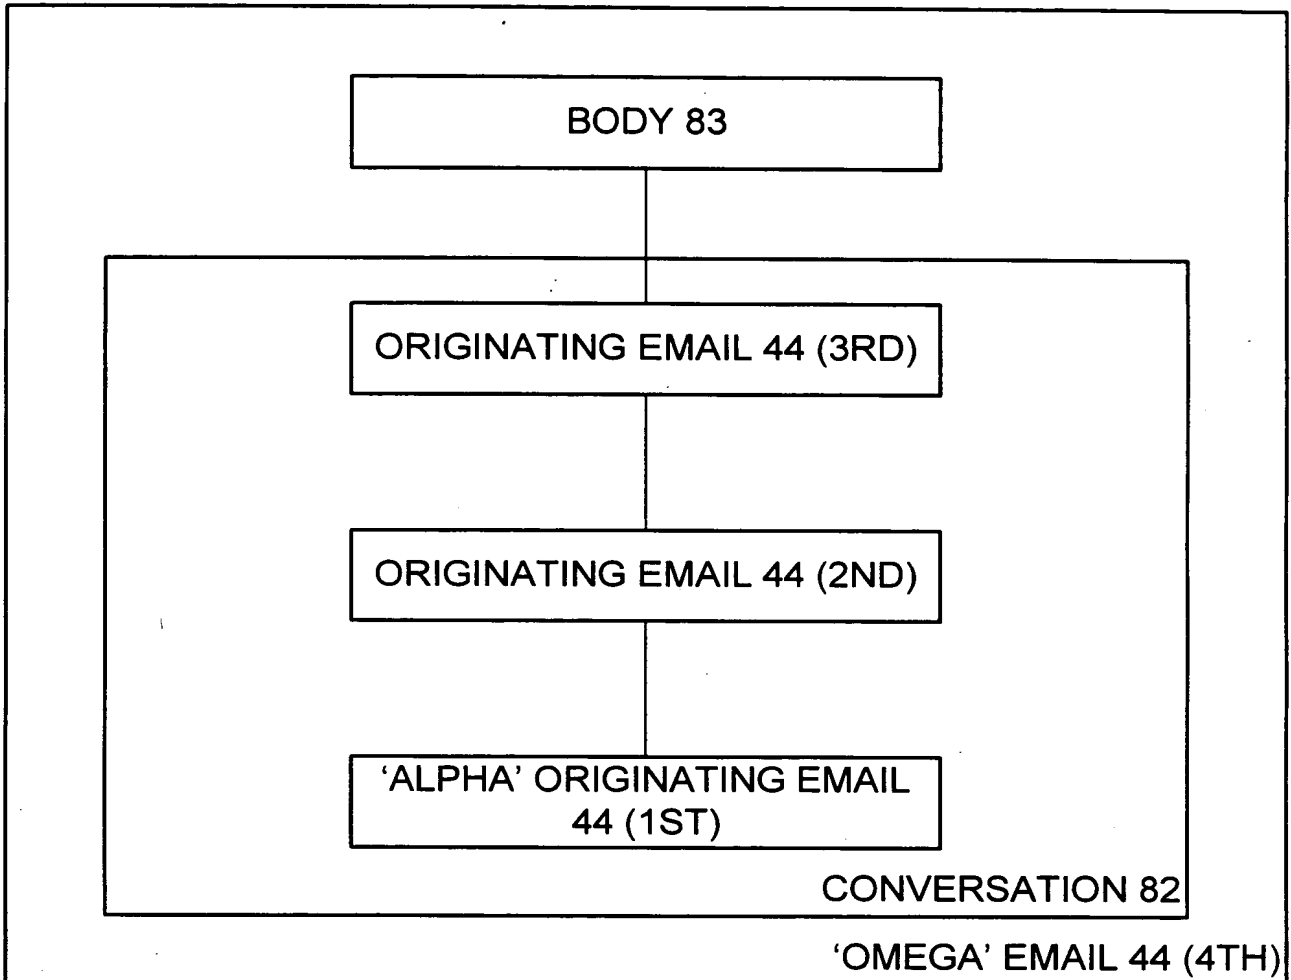 BODY 83
ORIGINATING EMAIL 44 (3RD)
ORIGINATING EMAIL 44 (2ND)
‘ALPHA’ ORIGINATING EMAIL
44 (1ST)
CONVERSATION 82
‘OMEGA’ EMAIL 44 (4TH)